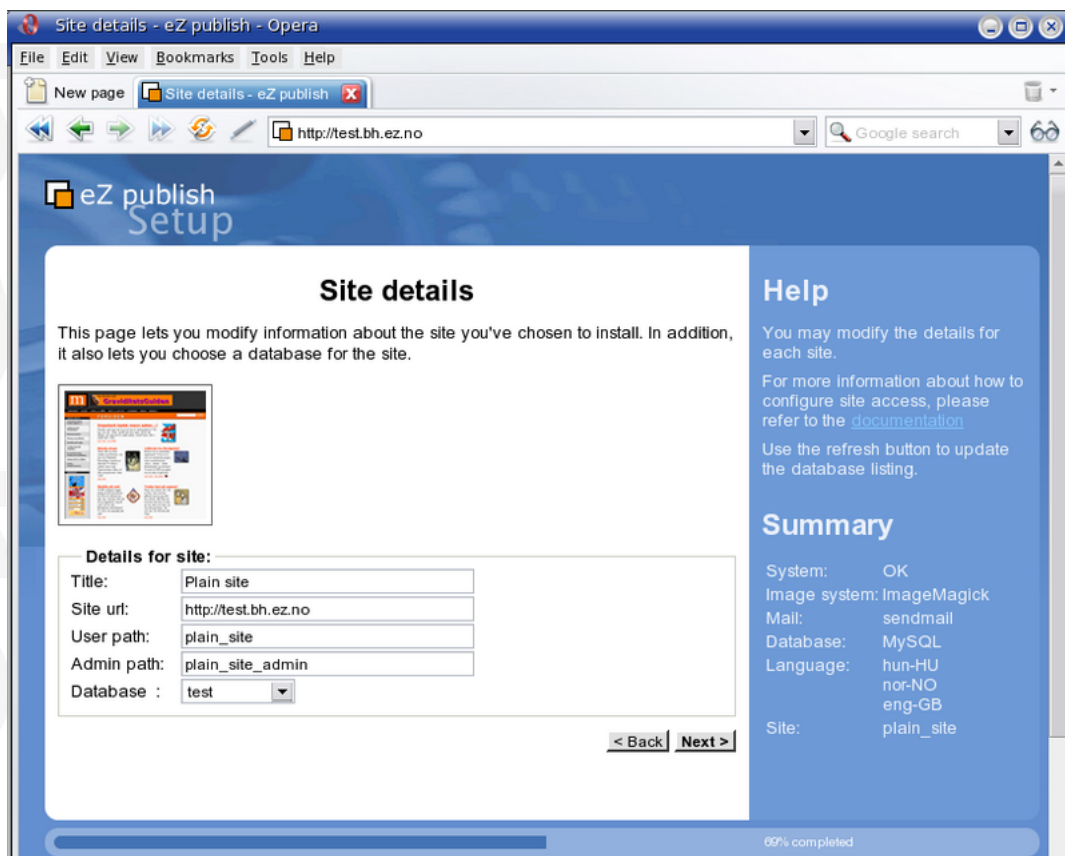 Site details - eZ publish - Opera
File Edit View Bookmarks Tools Help
New page Site details - eZ publish
http://test.bh.ez.no Google search
eZ publish
Setup
Site details
This page lets you modify information about the site you've chosen to install. In addition,
it also lets you choose a database for the site.
m GraviditetsGuiden
Details for site:
Title: Plain site
Site url: http://test.bh.ez.no
User path: plain_site
Admin path: plain_site_admin
Database : test
< Back Next >
Help
You may modify the details for
each site.
For more information about how to
configure site access, please
refer to the documentation
Use the refresh button to update
the database listing.
Summary
System: OK
Image system: ImageMagick
Mail: sendmail
Database: MySQL
Language: hun-HU
nor-NO
eng-GB
Site: plain_site
69% completed